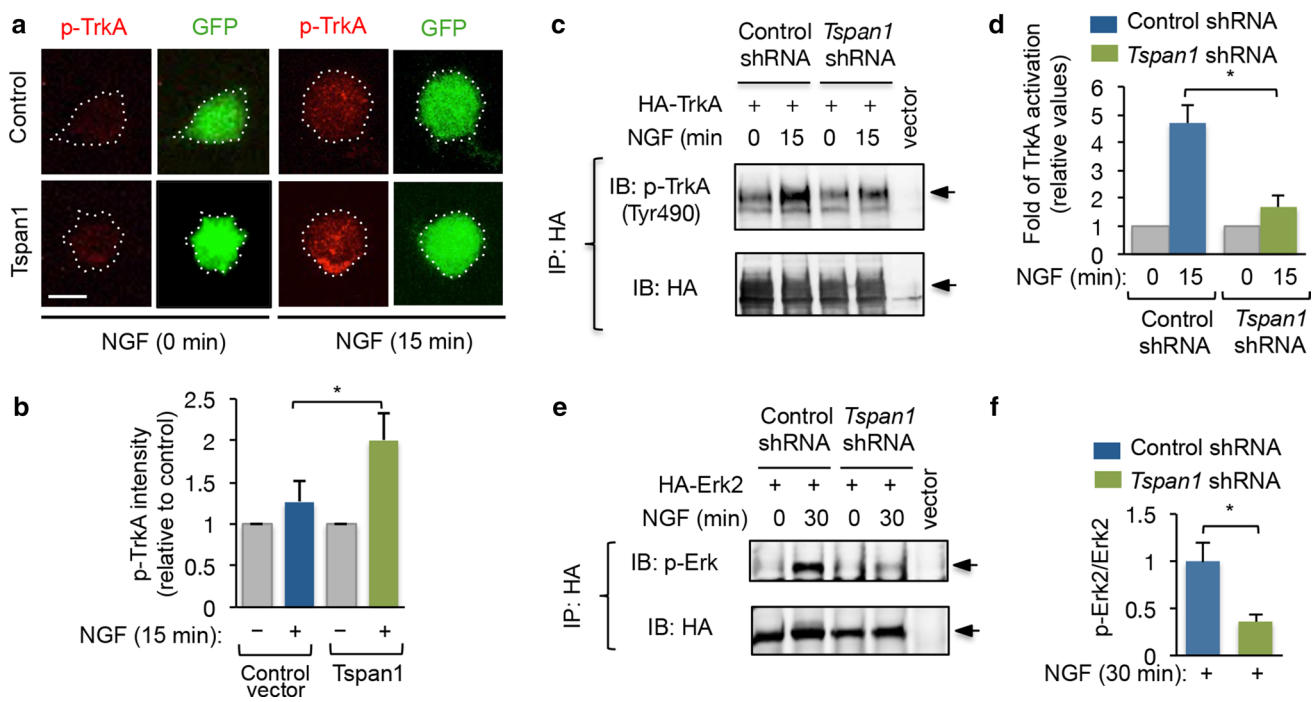 a
p-TrkA GFP p-TrkA GFP
Control
Tspan1
NGF (0 min) NGF (15 min)
b
p-TrkA intensity
(relative to control)
2.5
2
1.5
1
0.5
0
NGF (15 min): − + − +
Control
vector
Tspan1
c
Control
shRNA
Tspan1
shRNA
HA-TrkA + + + +
NGF (min 0 15 0 15
vector
IP: HA
IB: p-TrkA
(Tyr490)
IB: HA
d
Control shRNA
Tspan1 shRNA
*
Fold of TrkA activation
(relative values)
6
5
4
3
2
1
0
NGF (min): 0 15 0 15
Control
shRNA
Tspan1
shRNA
*
e
Control
shRNA
Tspan1
shRNA
HA-Erk2 + + + +
NGF (min) 0 30 0 30
vector
IP: HA
IB: p-Erk
IB: HA
f
Control shRNA
Tspan1 shRNA
*
p-Erk2/Erk2
1.5
1
0.5
0
NGF (30 min): + +